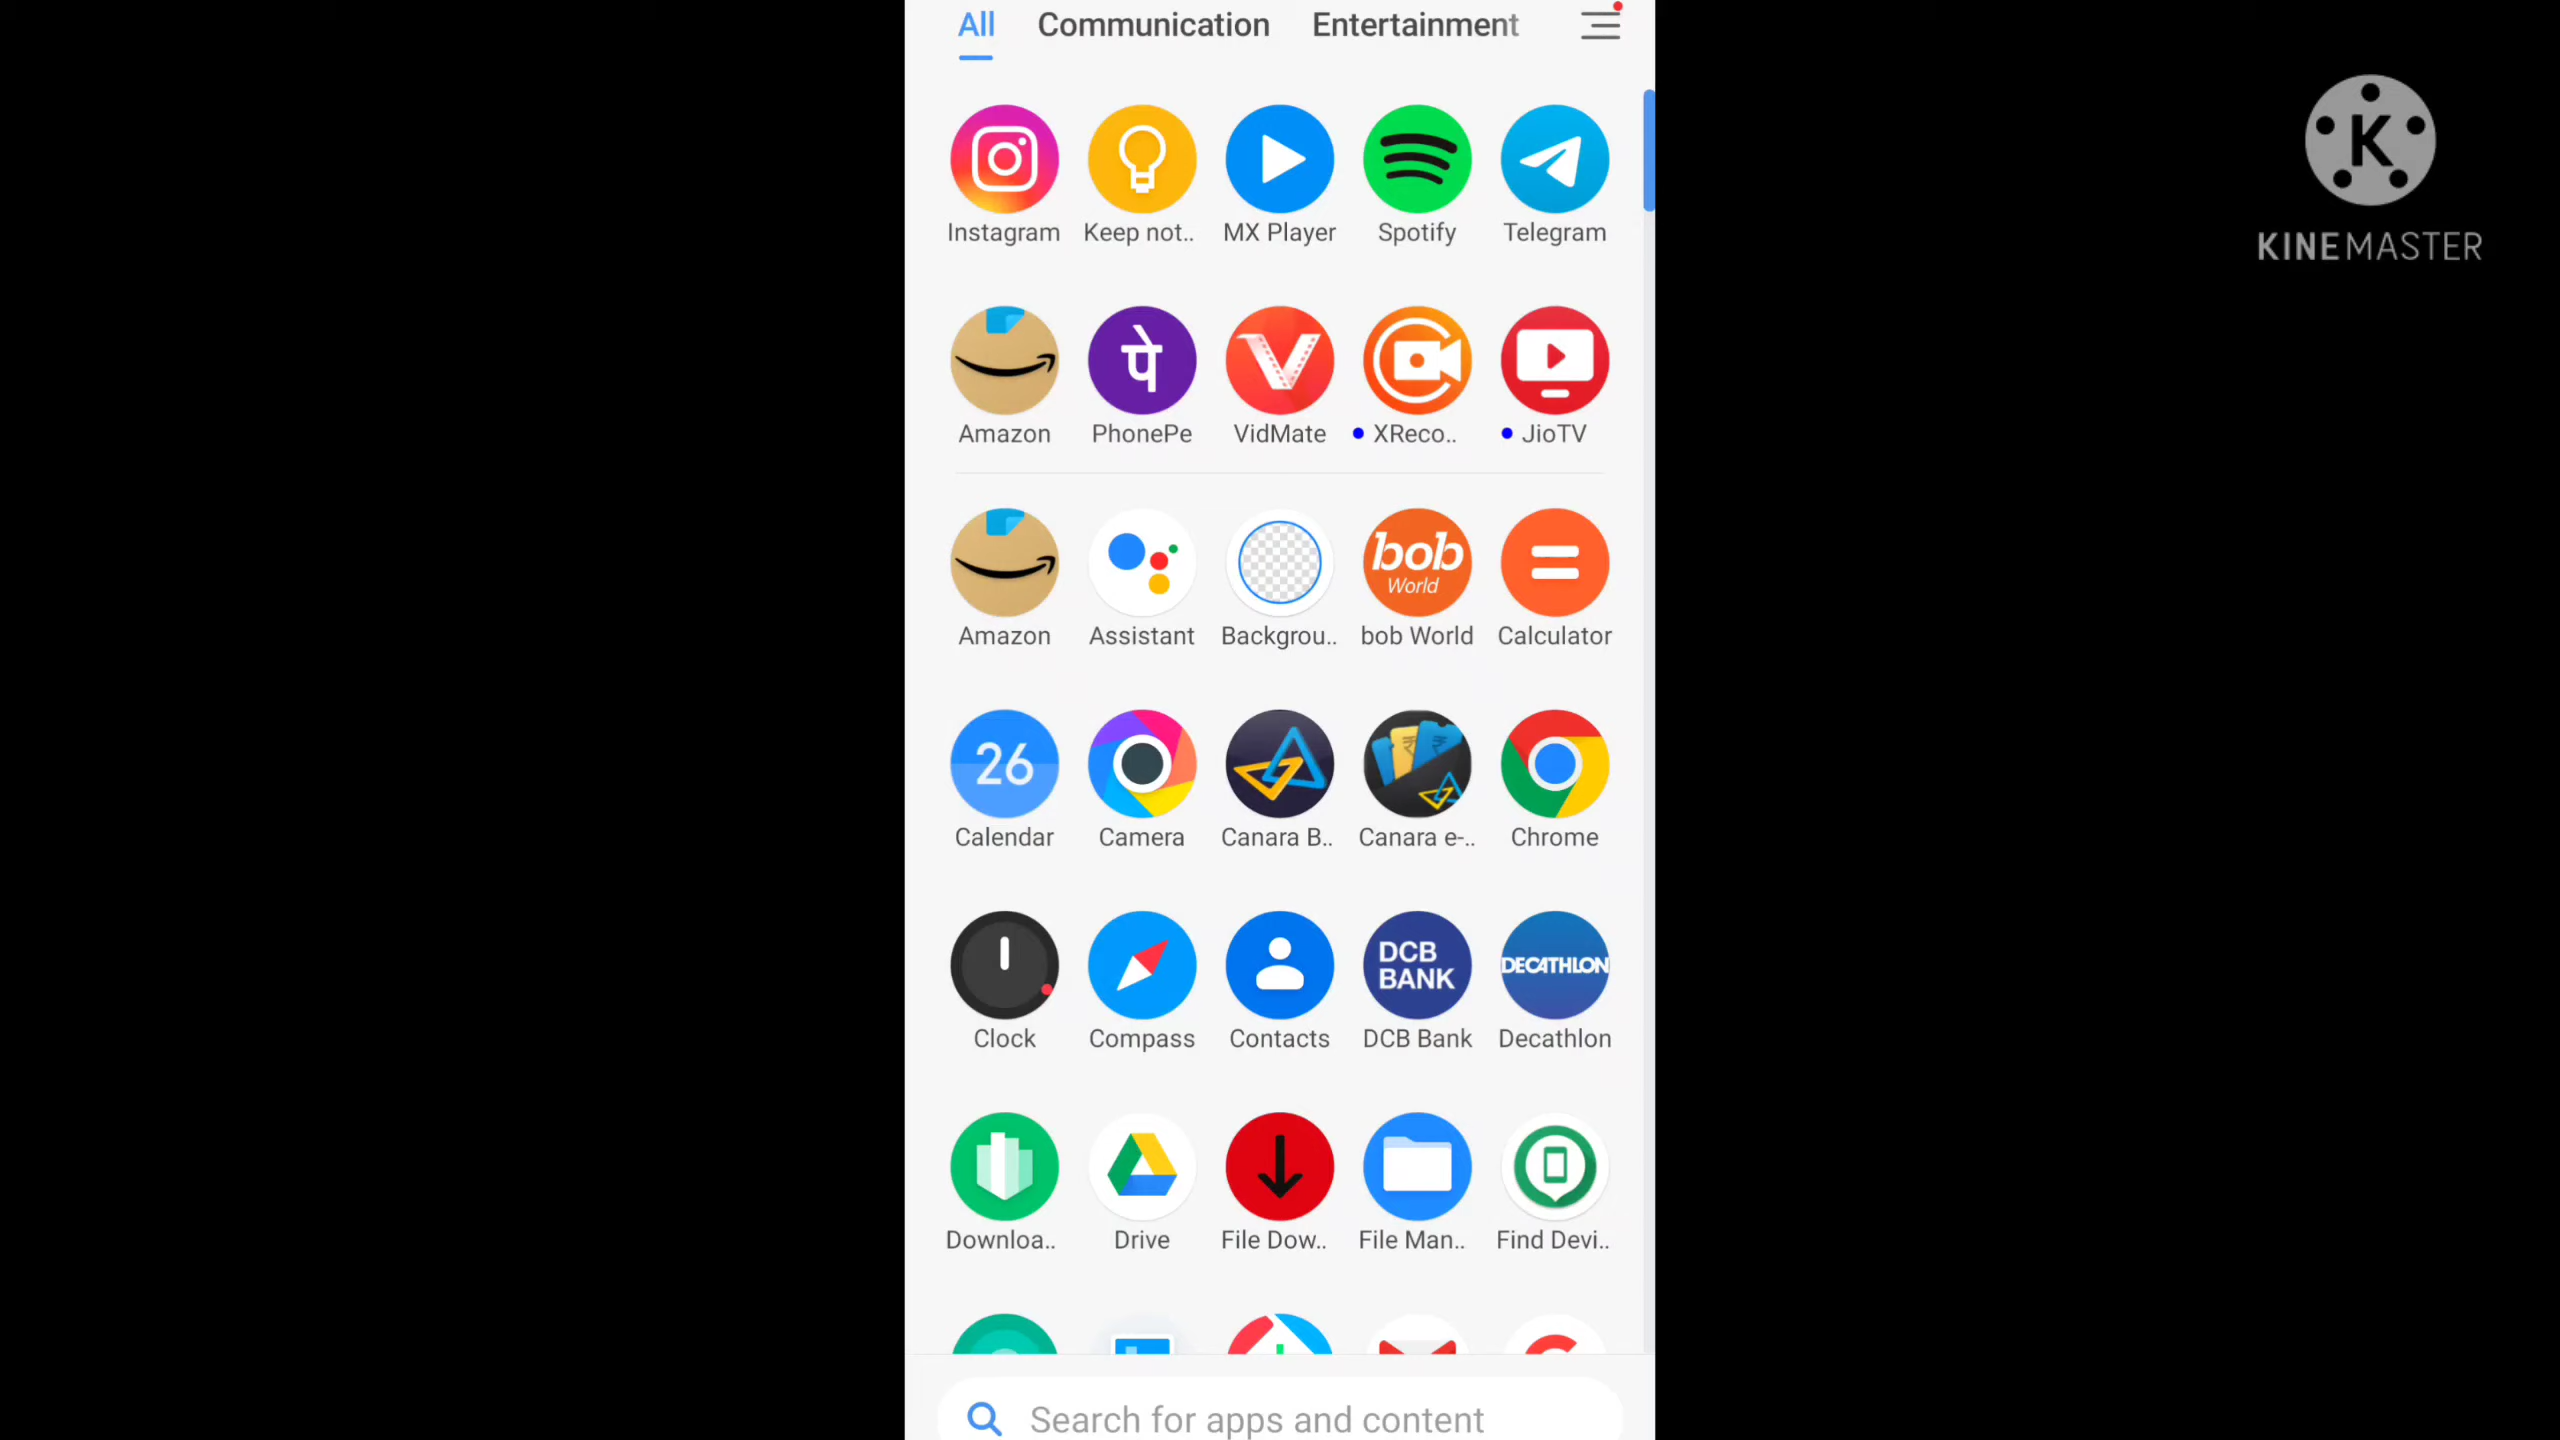 All Communication Entertainment
K
KINEMASTER
Instagram Keep not.. MX Player Spotify Telegram
पे
Amazon PhonePe VidMate XReco.. JioTV
bob
World
Amazon Assistant Backgrou.. bob World Calculator
26
Calendar Camera Canara B.. Canara e-.. Chrome
DCB
BANK
DECATHLON
Clock Compass Contacts DCB Bank Decathlon
Downloa.. Drive File Dow.. File Man.. Find Devi..
Search for apps and content